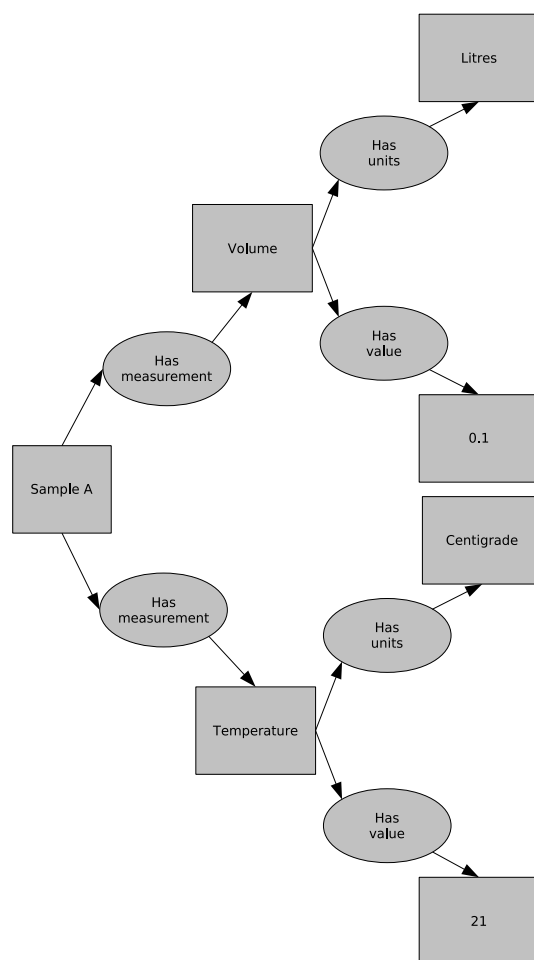 Litres
Has
units
Volume
Has
value
Has
measurement
0.1
Sample A
Centigrade
Has
measurement
Has
units
Temperature
Has
value
21